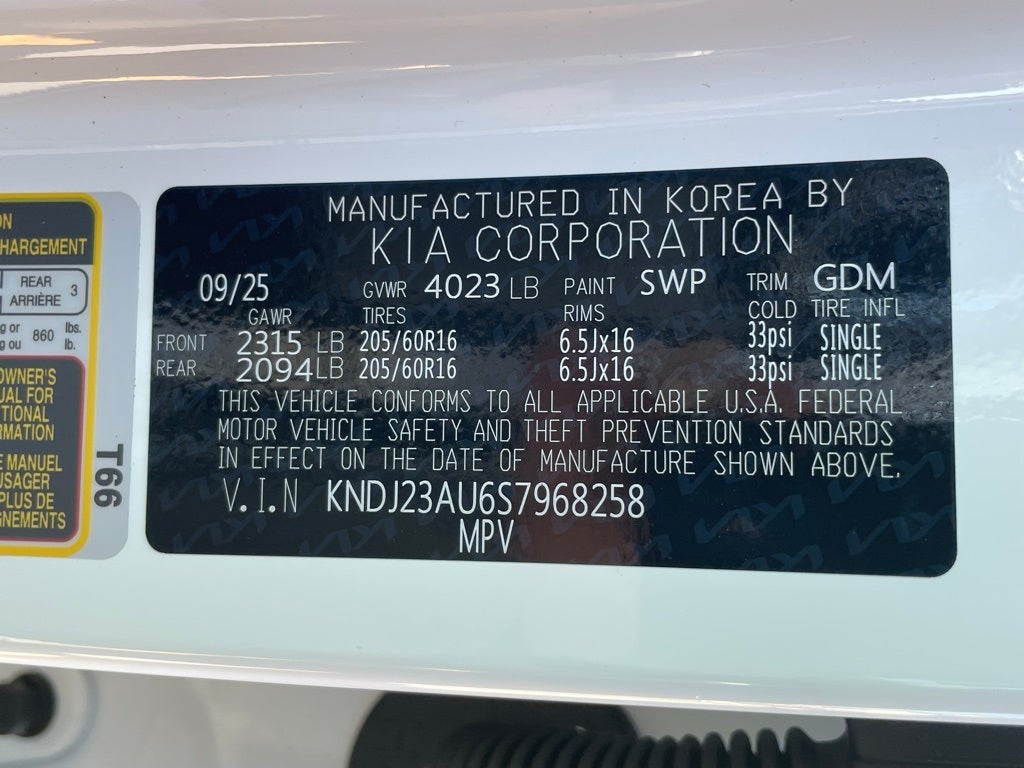 ON
HARGEMENT
REAR
ARRIÈRE 3
g or 860 lbs.
g ou lb.
OWNER'S
UAL FOR
TIONAL
RMATION
E MANUEL
USAGER
PLUS DE
GNEMENTS
T66
MANUFACTURED IN KOREA BY
KIA CORPORATION
09/25 GVWR 4023 LB PAINT SWP TRIM GDM
GAWR TIRES RIMS COLD TIRE INFL
FRONT 2315 LB 205/60R16 6.5Jx16 33psi SINGLE
REAR 2094 LB 205/60R16 6.5Jx16 33psi SINGLE
THIS VEHICLE CONFORMS TO ALL APPLICABLE U.S.A. FEDERAL
MOTOR VEHICLE SAFETY AND THEFT PREVENTION STANDARDS
IN EFFECT ON THE DATE OF MANUFACTURE SHOWN ABOVE.
V.I.N KNDJ23AU6S7968258
MPV